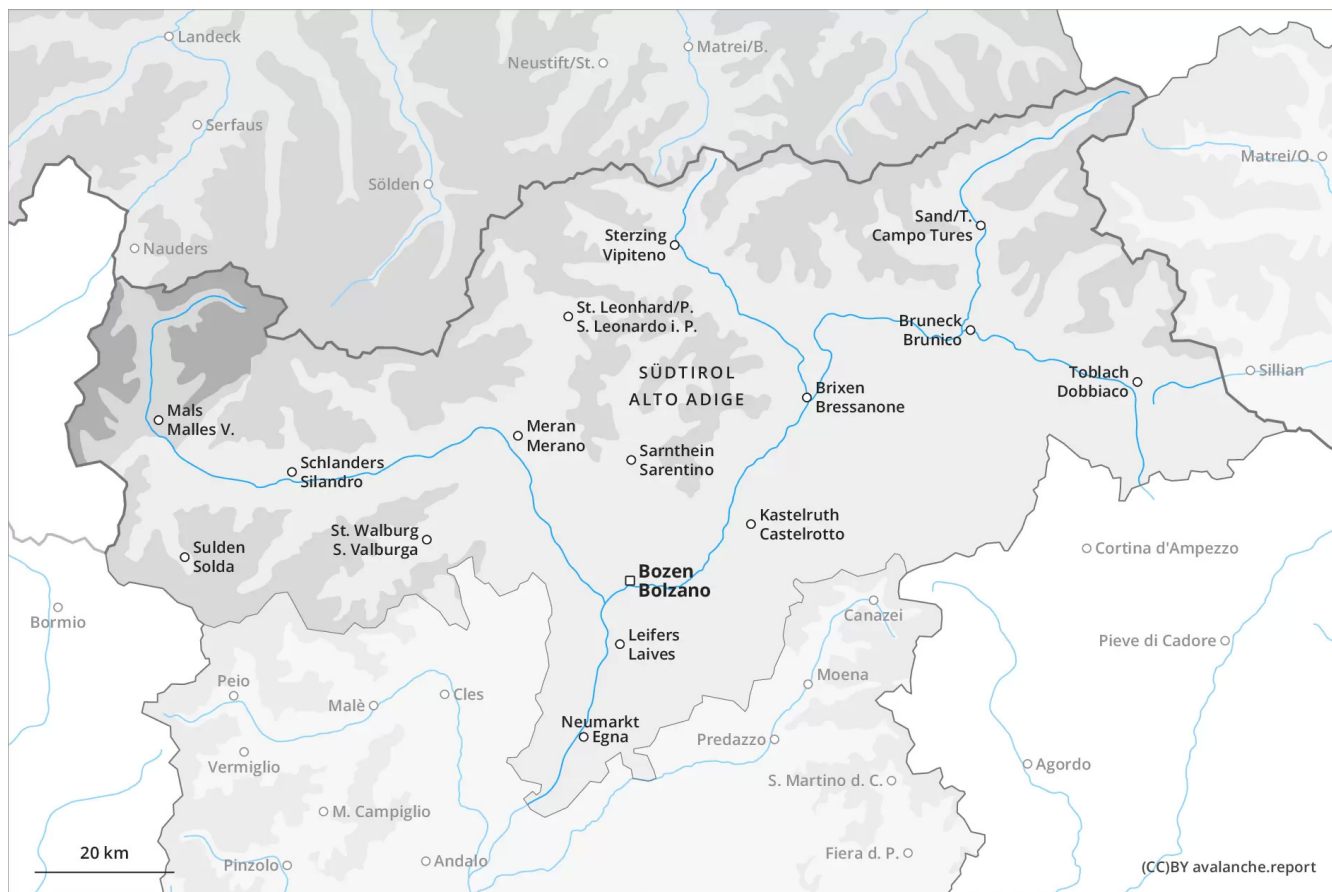 Landeck
Matrei/B.
Neustift/St.
Serfaus
Matrei/O.
Sölden
Nauders
Sand/T.
Campo Tures
Sterzing
Vipiteno
St. Leonhard/P.
S. Leonardo i. P.
Bruneck
Brunico
SÜDTIROL
ALTO ADIGE
Toblach
Dobbiaco
Sillian
Brixen
Bressanone
Mals
Malles V.
Meran
Merano
Schlanders
Silandro
Sarnthein
Sarentino
Kastelruth
Castelrotto
St. Walburg
S. Valburga
Sulden
Solda
Cortina d'Ampezzo
Bozen
Bolzano
Bormio
Canazei
Leifers
Laives
Pieve di Cadore
Peio
Moena
Malè
Cles
Neumarkt
Egna
Predazzo
Vermiglio
Agordo
S. Martino d. C.
M. Campiglio
20 km
Pinzolo
Andalo
Fiera d. P.
(CC)BY avalanche.report